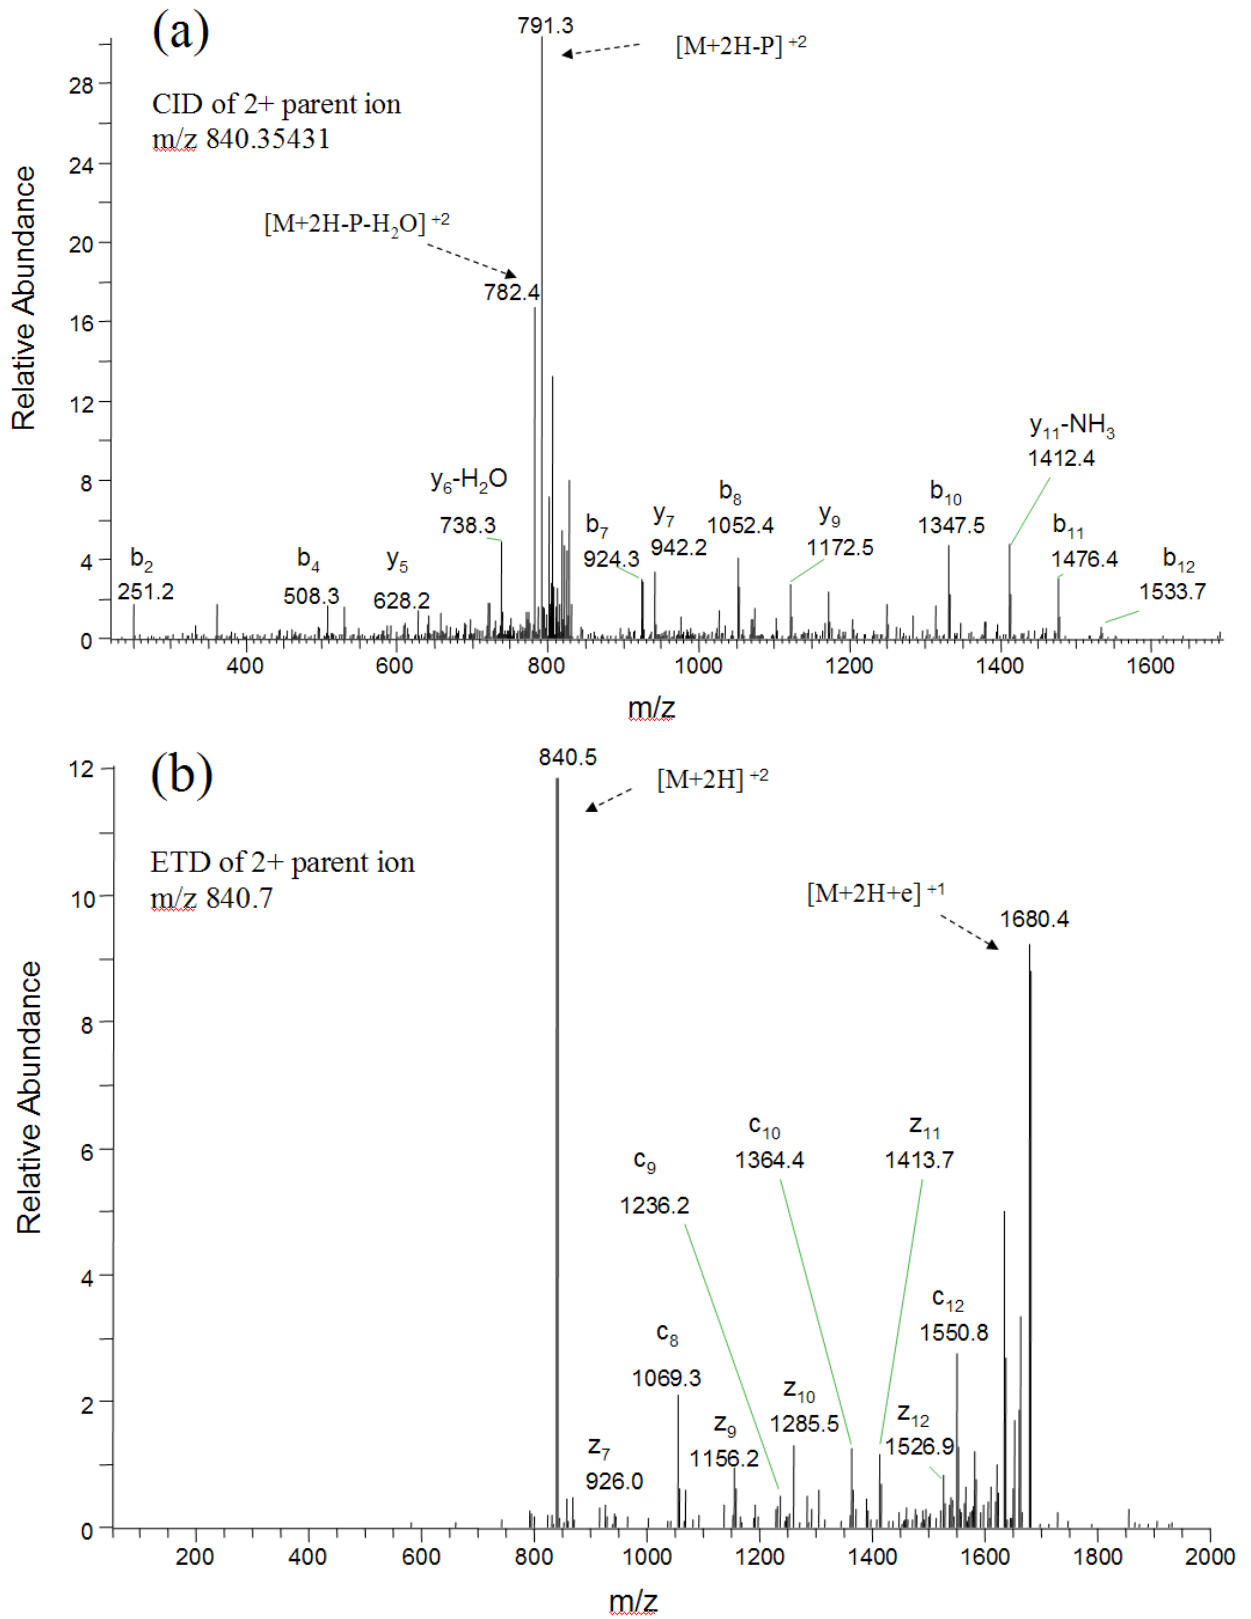 (a)
791.3
[M+2H-P] +2
CID of 2+ parent ion
m/z 840.35431
[M+2H-P-H2O] +2
782.4
y11-NH3
1412.4
y6-H2O
738.3
b7
924.3
y7
942.2
b8
1052.4
y9
1172.5
b10
1347.5
b11
1476.4
b12
1533.7
b2
251.2
b4
508.3
y5
628.2
28
24
20
16
12
8
4
0
Relative Abundance
400 600 800 1000 1200 1400 1600
m/z
(b)
840.5
[M+2H] +2
ETD of 2+ parent ion
m/z 840.7
[M+2H+e] +1
1680.4
c9
1236.2
c10
1364.4
z11
1413.7
c12
1550.8
c8
1069.3
z10
1285.5
z9
1156.2
z12
1526.9
z7
926.0
12
10
8
6
4
2
0
Relative Abundance
200 400 600 800 1000 1200 1400 1600 1800 2000
m/z